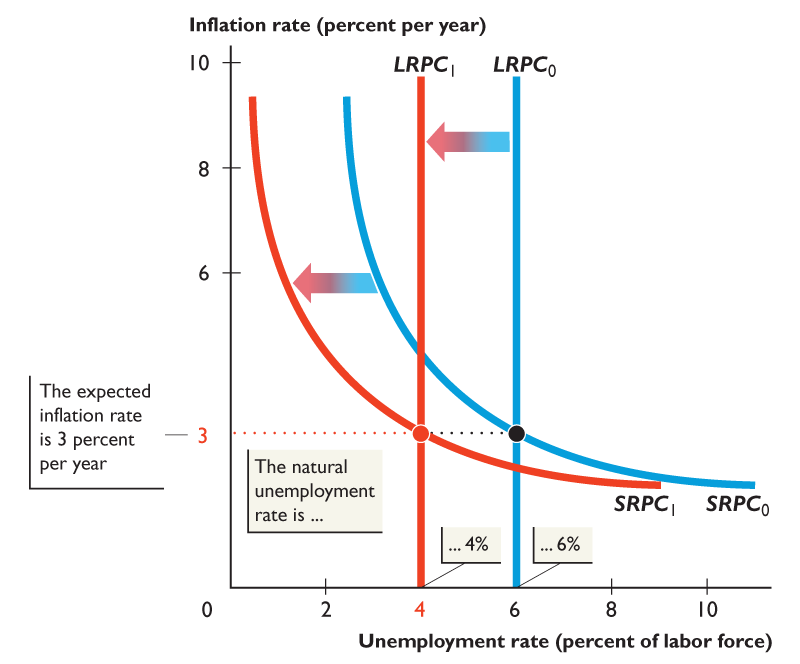 Inflation rate (percent per year)
10
LRPC1
LRPC0
8
6
The expected
inflation rate
is 3 percent
per year
3
The natural
unemployment
rate is ...
SRPC1
SRPC0
... 4%
... 6%
0
2
4
6
8
10
Unemployment rate (percent of labor force)